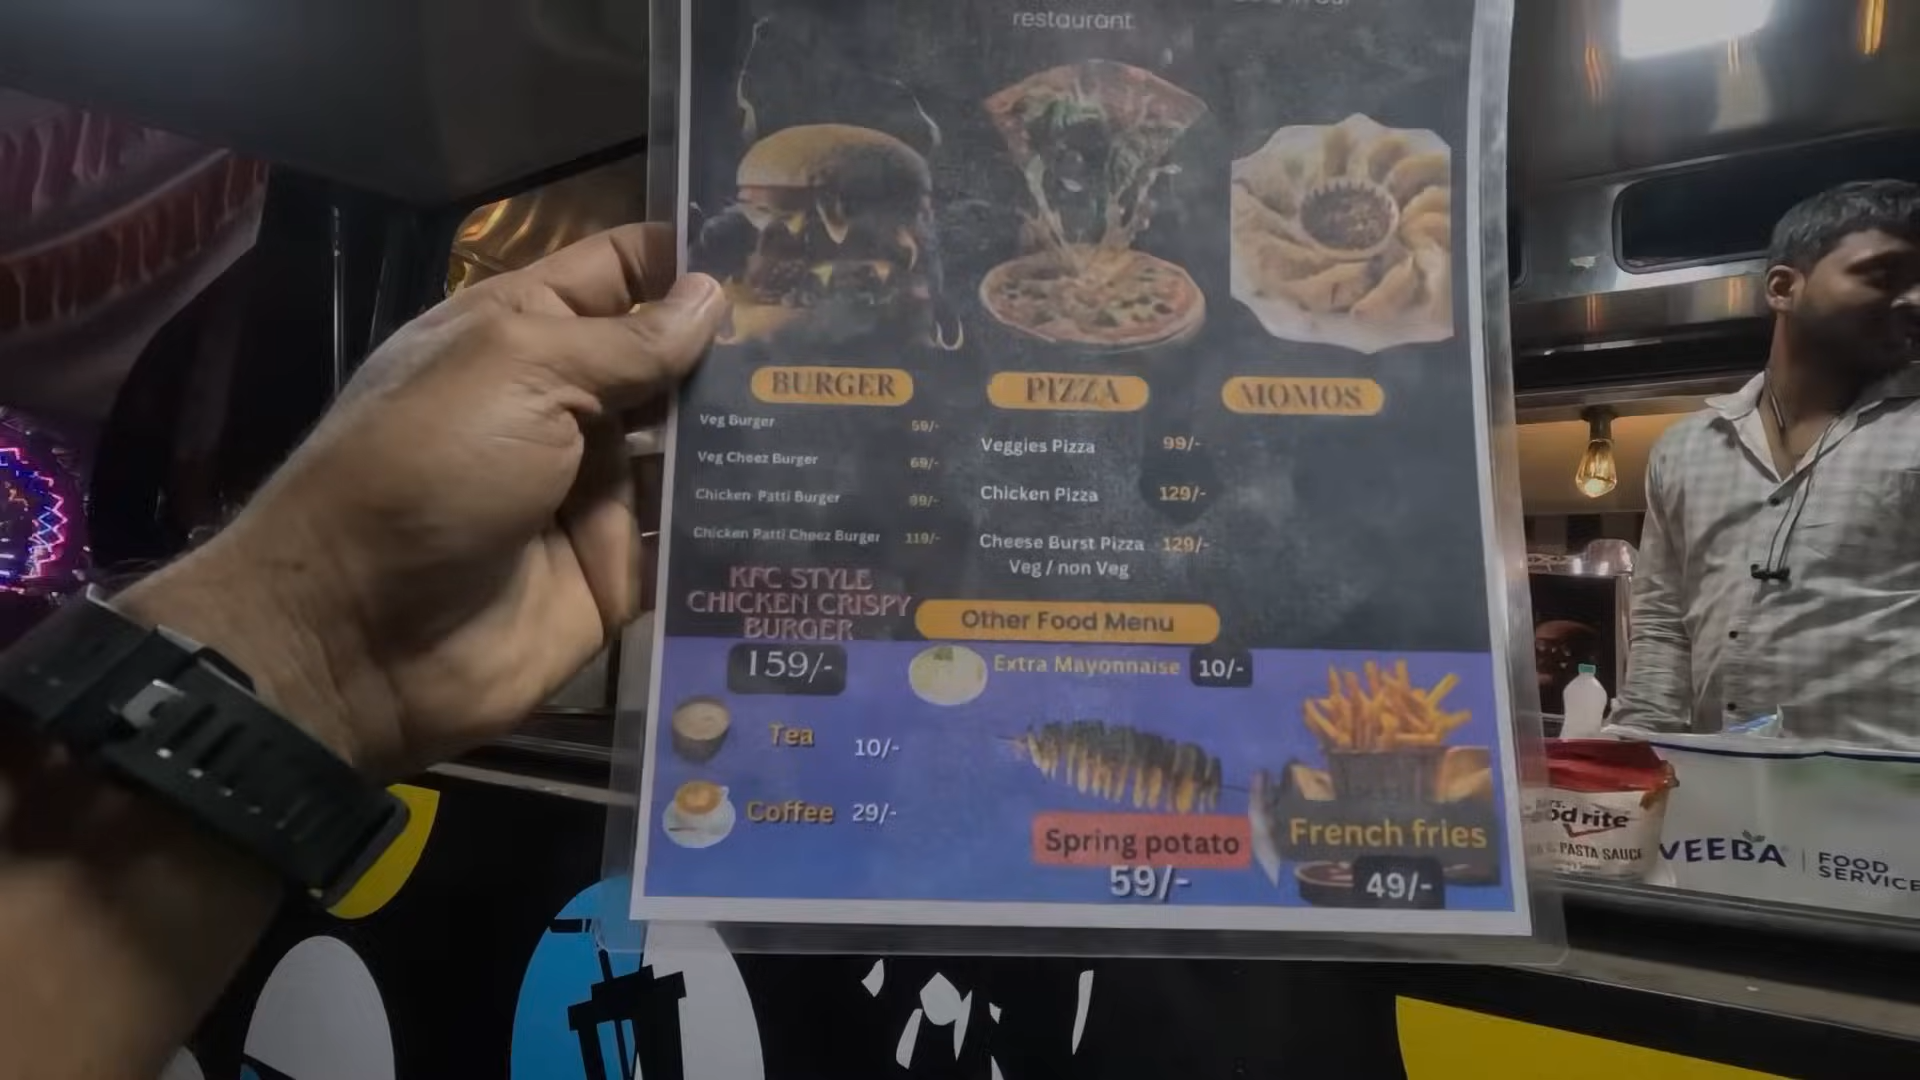 restaurant.
BURGER
Veg Burger 59/-
Veg Cheez Burger 69/-
Chicken Patti Burger 99/-
Chicken Patti Cheez Burger 119/-
KFC STYLE
CHICKEN CRISPY
BURGER
159/-
PIZZA
Veggies Pizza 99/-
Chicken Pizza 129/-
Cheese Burst Pizza 129/-
Veg / non Veg
MOMOS
Other Food Menu
Extra Mayonnaise 10/-
Tea 10/-
Coffee 29/-
Spring potato
59/-
French fries
49/-
PASTA SAUCE
VEEBA
FOOD
SERVICE